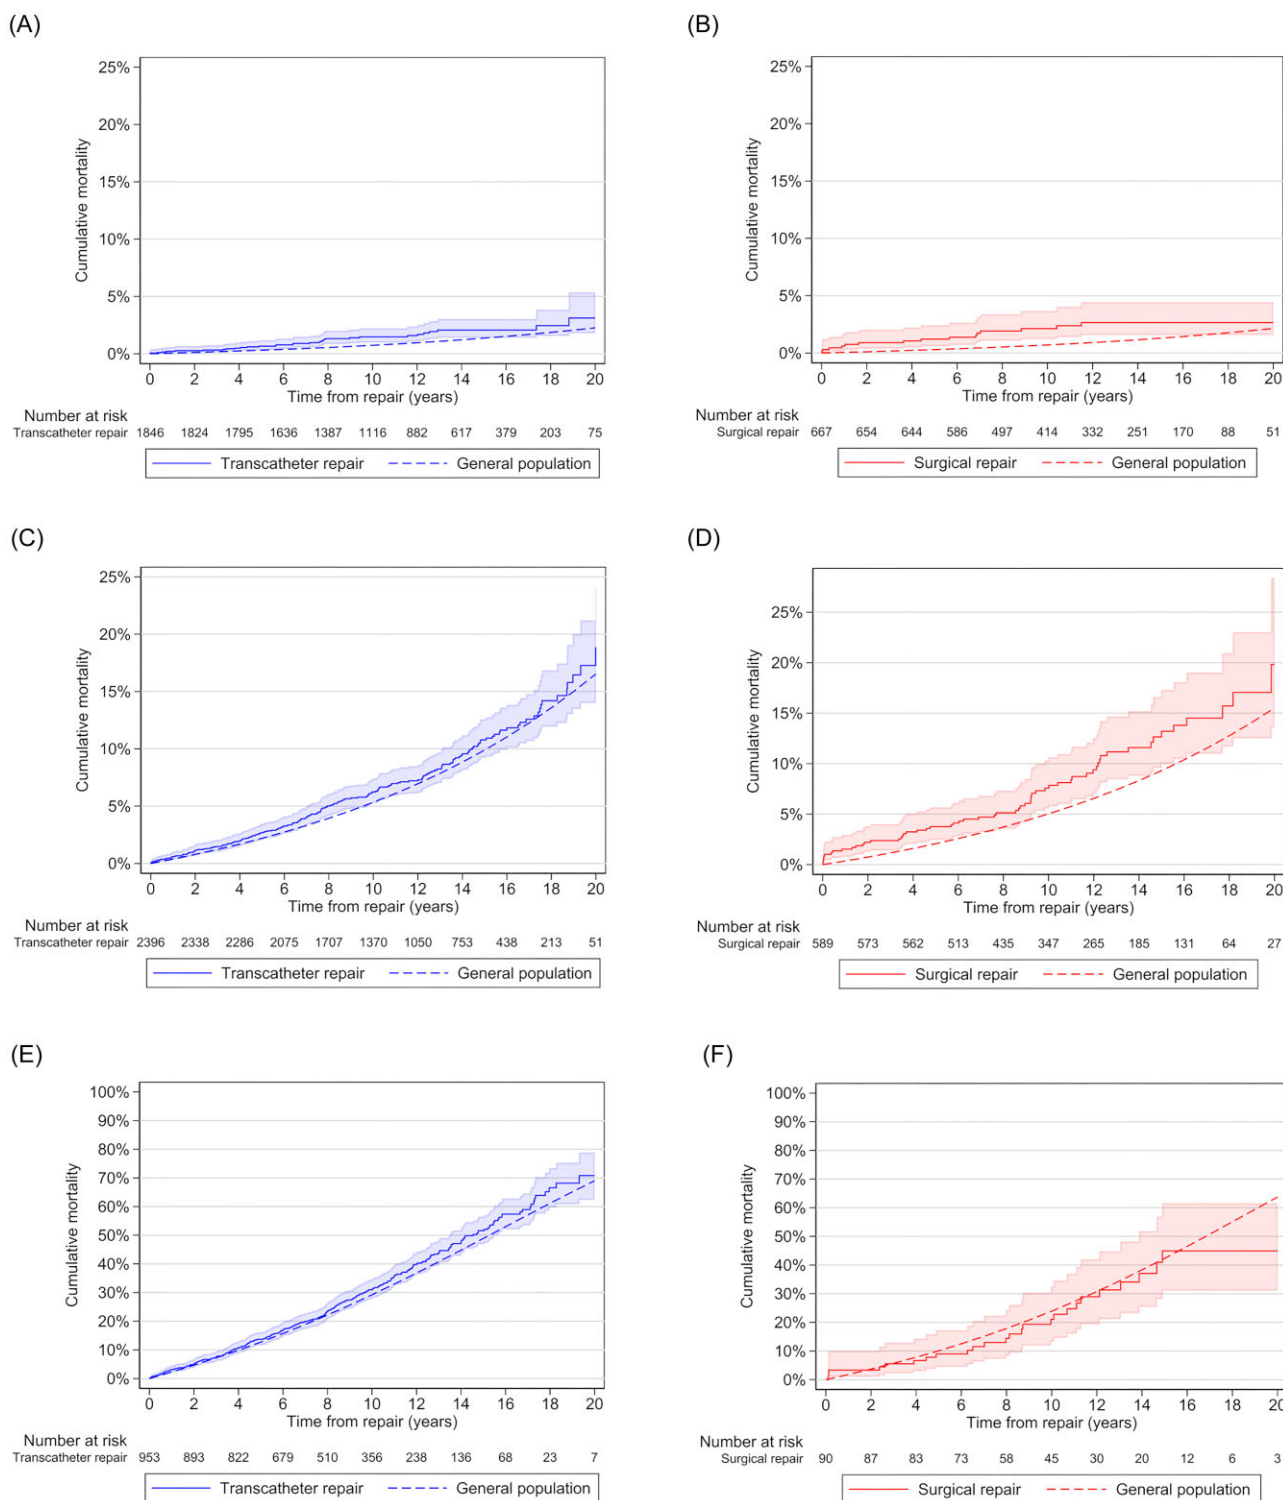 (A)
25%
20%
15%
10%
5%
0%
Cumulative mortality
0 2 4 6 8 10 12 14 16 18 20
Time from repair (years)
Number at risk
Transcatheter repair 1846 1824 1795 1636 1387 1116 882 617 379 203 75
Transcatheter repair General population
(B)
25%
20%
15%
10%
5%
0%
Cumulative mortality
0 2 4 6 8 10 12 14 16 18 20
Time from repair (years)
Number at risk
Surgical repair 667 654 644 586 497 414 332 251 170 88 51
Surgical repair General population
(C)
25%
20%
15%
10%
5%
0%
Cumulative mortality
0 2 4 6 8 10 12 14 16 18 20
Time from repair (years)
Number at risk
Transcatheter repair 2396 2338 2286 2075 1707 1370 1050 753 438 213 51
Transcatheter repair General population
(D)
25%
20%
15%
10%
5%
0%
Cumulative mortality
0 2 4 6 8 10 12 14 16 18 20
Time from repair (years)
Number at risk
Surgical repair 589 573 562 513 435 347 265 185 131 64 27
Surgical repair General population
(E)
100%
90%
80%
70%
60%
50%
40%
30%
20%
10%
0%
Cumulative mortality
0 2 4 6 8 10 12 14 16 18 20
Time from repair (years)
Number at risk
Transcatheter repair 953 893 822 679 510 356 238 136 68 23 7
Transcatheter repair General population
(F)
100%
90%
80%
70%
60%
50%
40%
30%
20%
10%
0%
Cumulative mortality
0 2 4 6 8 10 12 14 16 18 20
Time from repair (years)
Number at risk
Surgical repair 90 87 83 73 58 45 30 20 12 6 3
Surgical repair General population